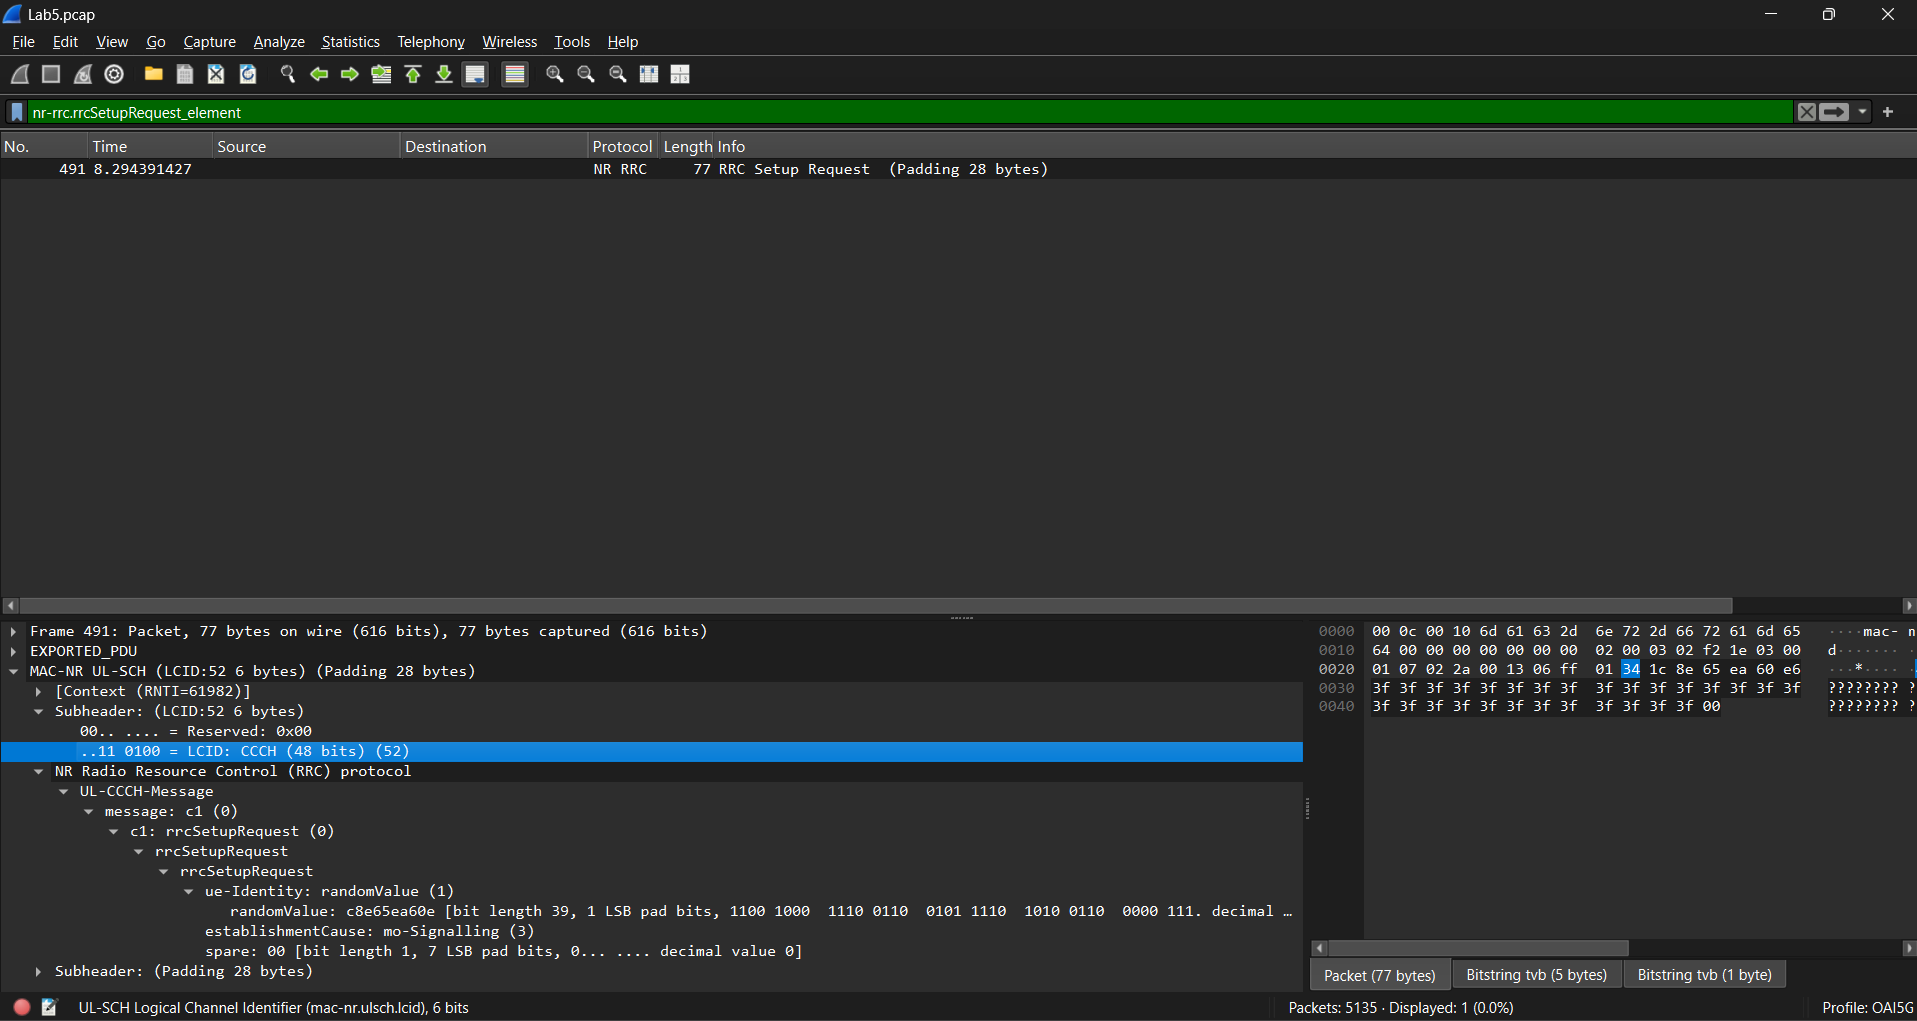 Lab5.pcap
File Edit View Go Capture Analyze Statistics Telephony Wireless Tools Help
nr-rrc.rrcSetupRequest_element
No. Time Source Destination Protocol Length Info
491 8.294391427 NR RRC 77 RRC Setup Request (Padding 28 bytes)
Frame 491: Packet, 77 bytes on wire (616 bits), 77 bytes captured (616 bits)
EXPORTED_PDU
MAC-NR UL-SCH (LCID:52 6 bytes) (Padding 28 bytes)
[Context (RNTI=61982)]
Subheader: (LCID:52 6 bytes)
00.. .... = Reserved: 0x00
..11 0100 = LCID: CCCH (48 bits) (52)
NR Radio Resource Control (RRC) protocol
UL-CCCH-Message
message: c1 (0)
c1: rrcSetupRequest (0)
rrcSetupRequest
rrcSetupRequest
ue-Identity: randomValue (1)
randomValue: c8e65ea60e [bit length 39, 1 LSB pad bits, 1100 1000 1110 0110 0101 1110 1010 0110 0000 111. decimal …
establishmentCause: mo-Signalling (3)
spare: 00 [bit length 1, 7 LSB pad bits, 0... .... decimal value 0]
Subheader: (Padding 28 bytes)
0000 00 0c 00 10 6d 61 63 2d 6e 72 2d 66 72 61 6d 65 ····mac- n
0010 64 00 00 00 00 00 00 00 02 00 03 02 f2 1e 03 00 d······· ·
0020 01 07 02 2a 00 13 06 ff 01 34 1c 8e 65 ea 60 e6 ···*···· ·
0030 3f 3f 3f 3f 3f 3f 3f 3f 3f 3f 3f 3f 3f 3f 3f 3f ???????? ?
0040 3f 3f 3f 3f 3f 3f 3f 3f 3f 3f 3f 3f 00 ???????? ?
Packet (77 bytes) Bitstring tvb (5 bytes) Bitstring tvb (1 byte)
UL-SCH Logical Channel Identifier (mac-nr.ulsch.lcid), 6 bits Packets: 5135 · Displayed: 1 (0.0%) Profile: OAI5G